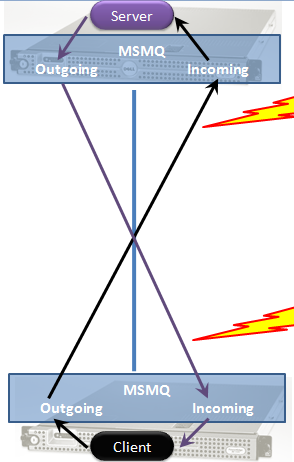 Server
MSMQ
Outgoing Incoming
MSMQ
Outgoing Incoming
Client